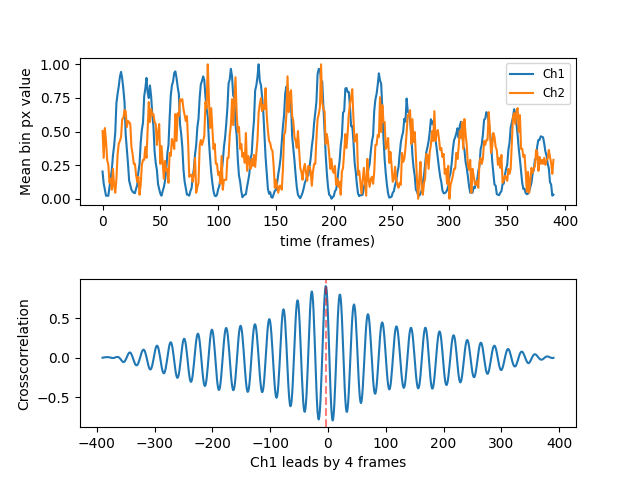 1.00
0.75
0.50
0.25
0.00
Mean bin px value
Ch1
Ch2
0 50 100 150 200 250 300 350 400
time (frames)
0.5
0.0
−0.5
Crosscorrelation
−400 −300 −200 −100 0 100 200 300 400
Ch1 leads by 4 frames